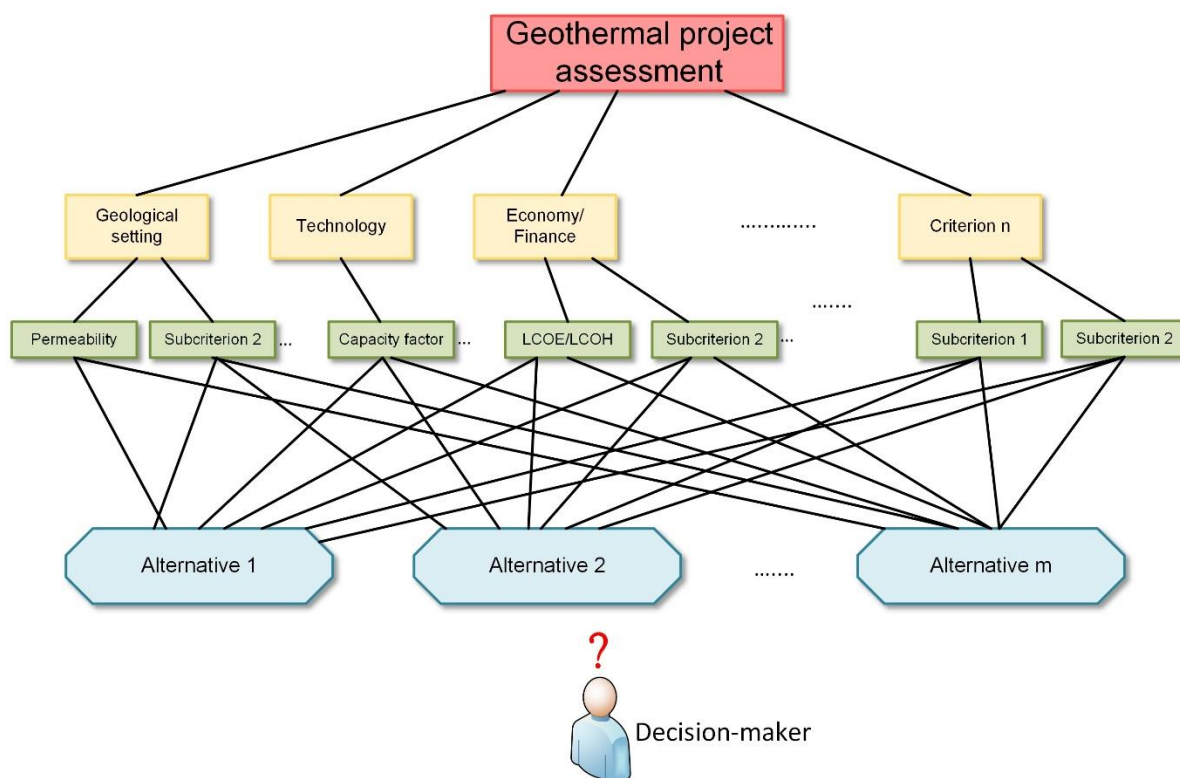 Geothermal project
assessment
Geological
setting
Technology
Economy/
Finance
..............
Criterion n
.......
Permeability
Subcriterion 2
...
Capacity factor
...
LCOE/LCOH
Subcriterion 2
...
Subcriterion 1
Subcriterion 2
Alternative 1
Alternative 2
.......
Alternative m
?
Decision-maker